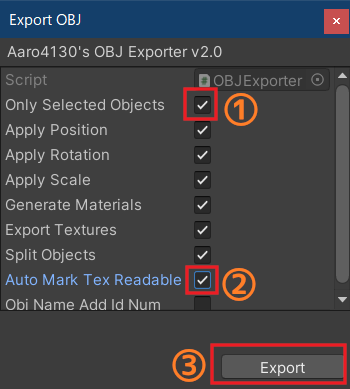 Export OBJ
Aaro4130's OBJ Exporter v2.0
Script OBJExporter
Only Selected Objects ①
Apply Position
Apply Rotation
Apply Scale
Generate Materials
Export Textures
Split Objects
Auto Mark Tex Readable ②
Obj Name Add Id Num
③ Export